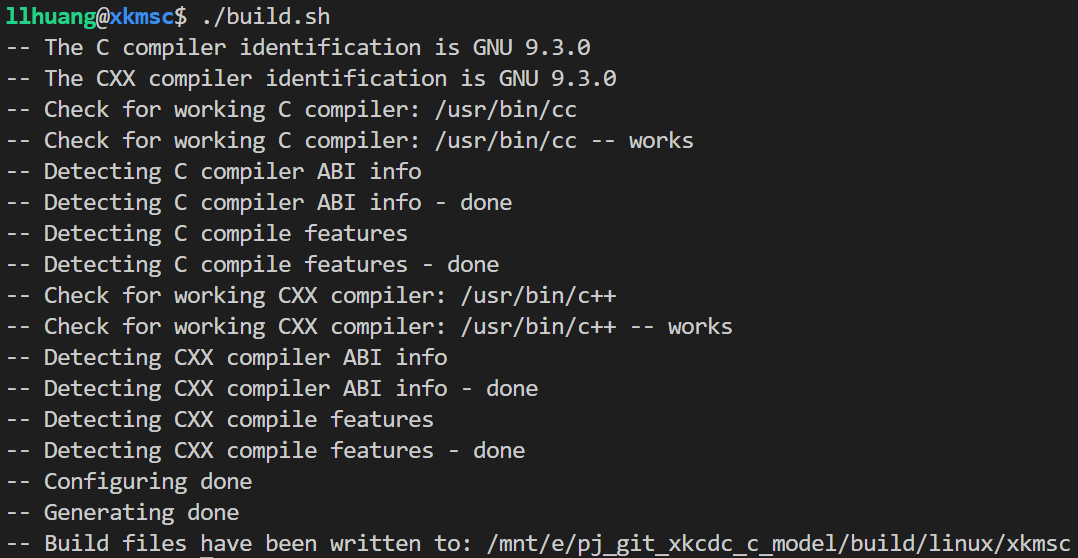 llhuang@xkmsc$ ./build.sh
-- The C compiler identification is GNU 9.3.0
-- The CXX compiler identification is GNU 9.3.0
-- Check for working C compiler: /usr/bin/cc
-- Check for working C compiler: /usr/bin/cc -- works
-- Detecting C compiler ABI info
-- Detecting C compiler ABI info - done
-- Detecting C compile features
-- Detecting C compile features - done
-- Check for working CXX compiler: /usr/bin/c++
-- Check for working CXX compiler: /usr/bin/c++ -- works
-- Detecting CXX compiler ABI info
-- Detecting CXX compiler ABI info - done
-- Detecting CXX compile features
-- Detecting CXX compile features - done
-- Configuring done
-- Generating done
-- Build files have been written to: /mnt/e/pj_git_xkcdc_c_model/build/linux/xkmsc